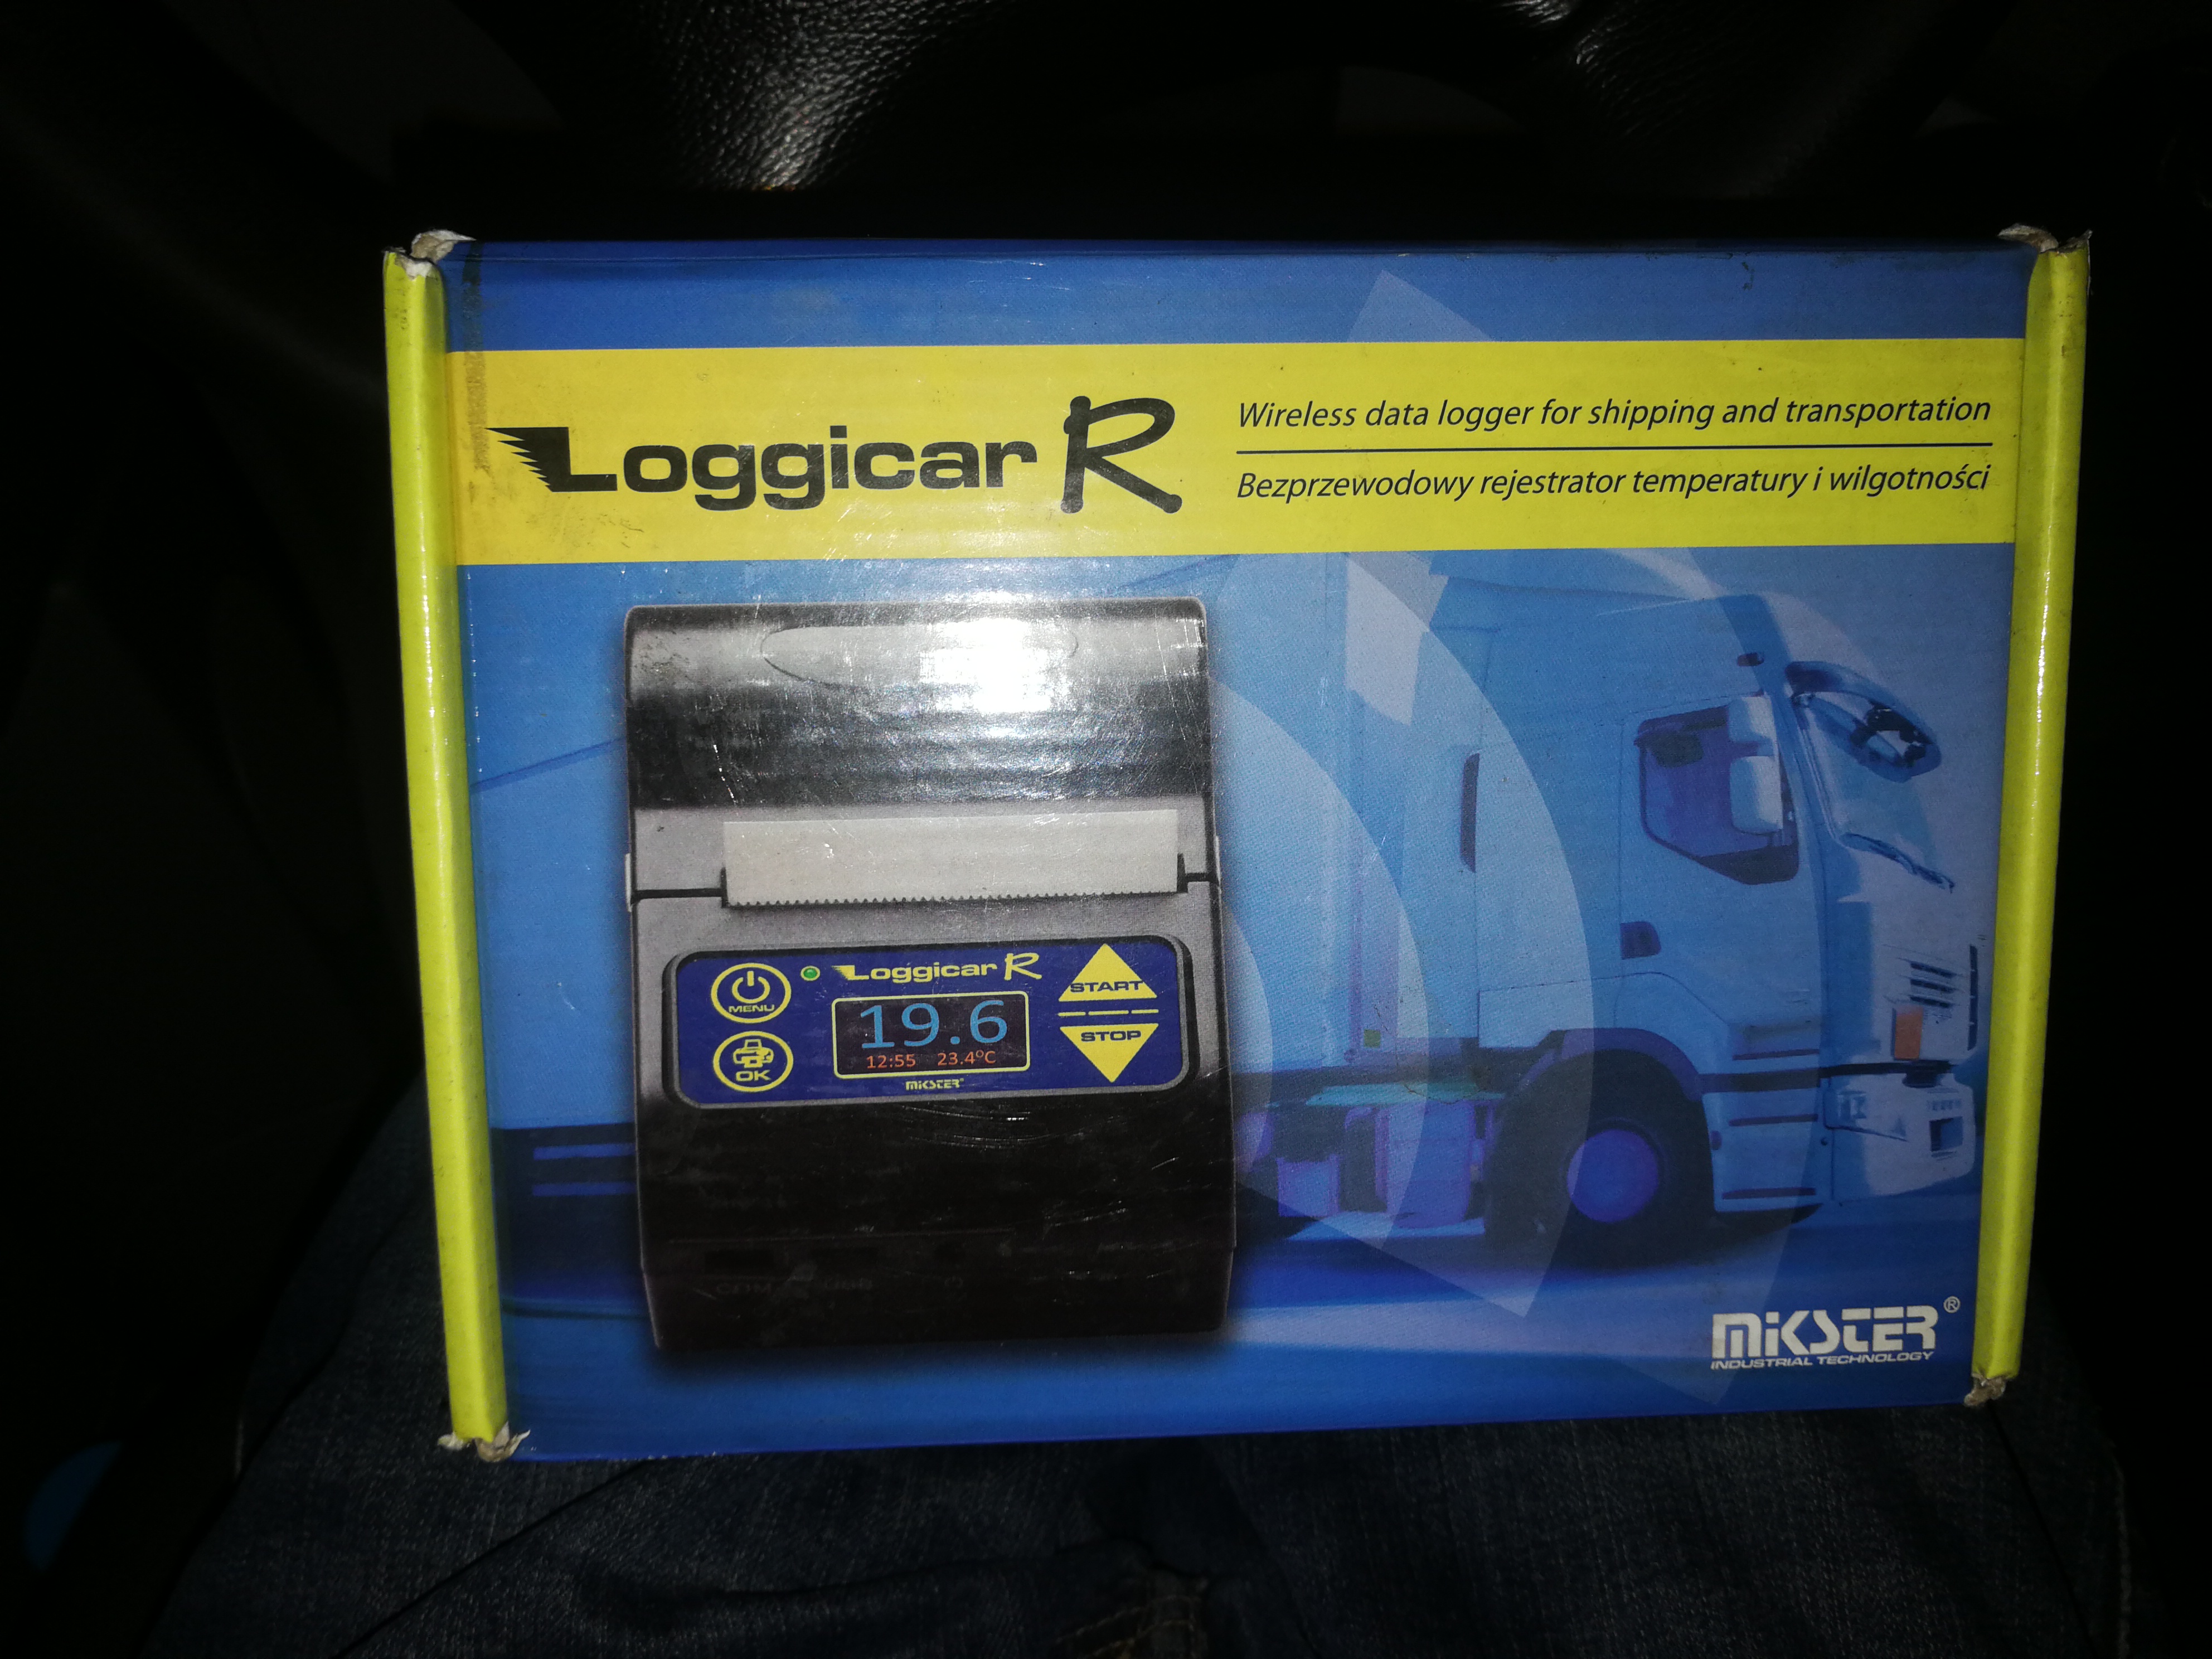 Loggicar R
Wireless data logger for shipping and transportation
Bezprzewodowy rejestrator temperatury i wilgotności
MENU
Loggicar R
START
19.6
STOP
12:55 23.4°C
OK
MIKSTER
COM
MIKSTER®
INDUSTRIAL TECHNOLOGY